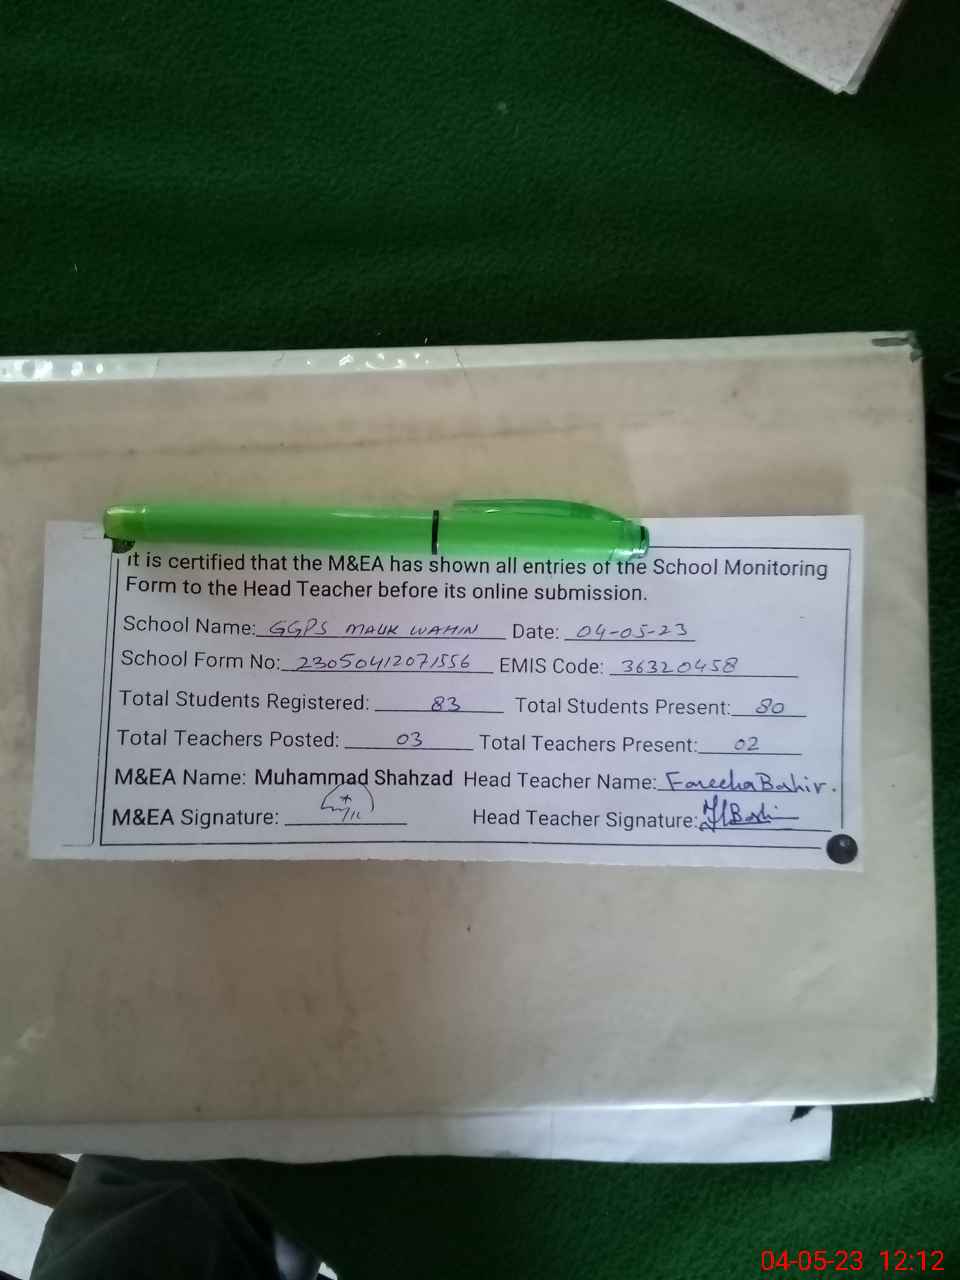 It is certified that the M&EA has shown all entries of the School Monitoring
Form to the Head Teacher before its online submission.
School Name: GGPS MALIK WAHIN Date: 04-05-23
School Form No: 23050412071556 EMIS Code: 36320458
Total Students Registered: 83 Total Students Present: 80
Total Teachers Posted: 03 Total Teachers Present: 02
M&EA Name: Muhammad Shahzad Head Teacher Name: Fareeha Bashir.
M&EA Signature: Head Teacher Signature:
04-05-23 12:12